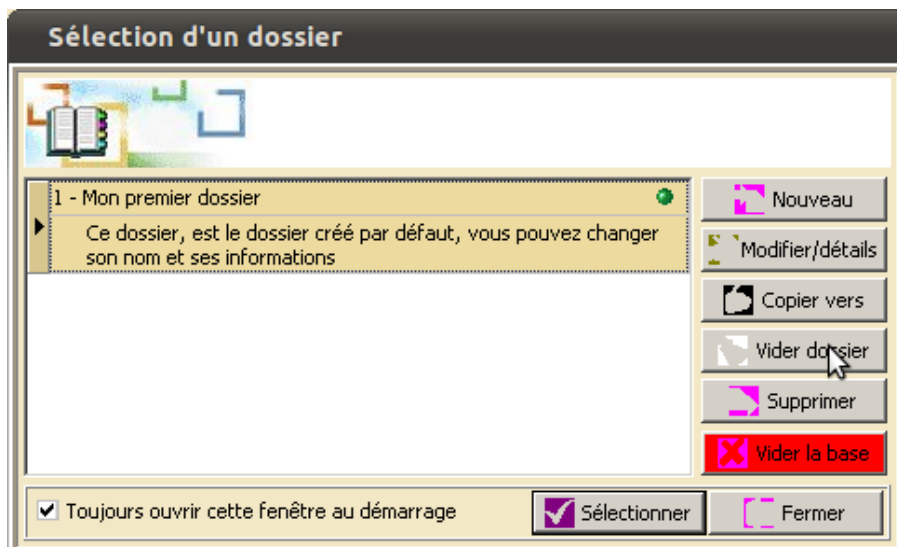 Sélection d'un dossier
1 - Mon premier dossier
Ce dossier, est le dossier créé par défaut, vous pouvez changer
son nom et ses informations
Nouveau
Modifier/détails
Copier vers
Vider dossier
Supprimer
Vider la base
Toujours ouvrir cette fenêtre au démarrage
Sélectionner
Fermer